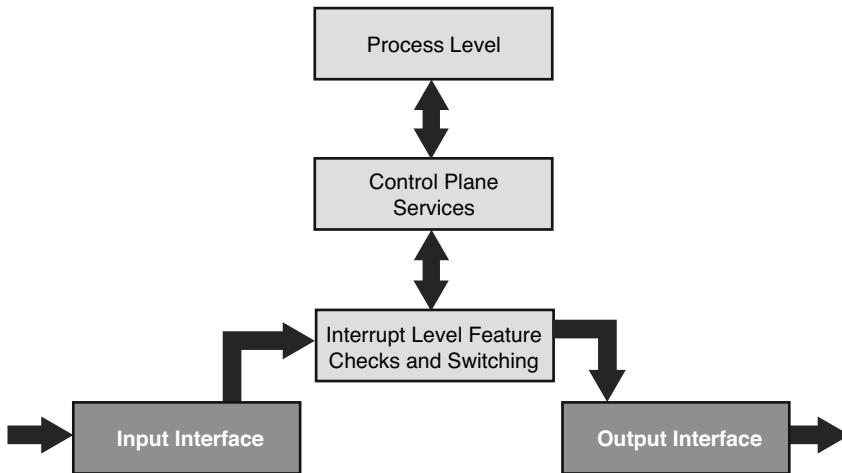 Process Level
Control Plane
Services
Interrupt Level Feature
Checks and Switching
Input Interface
Output Interface